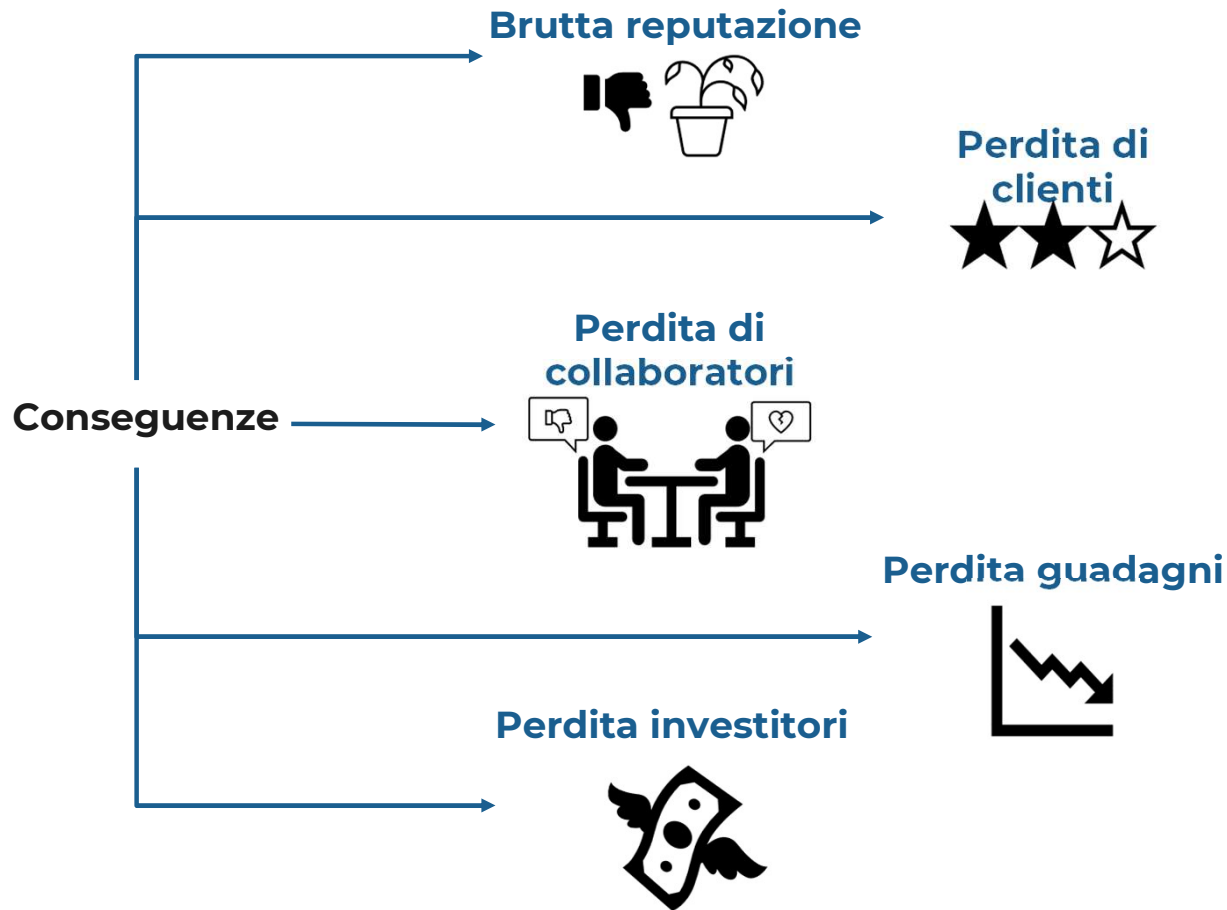 Brutta reputazione
Perdita di
clienti
Perdita di
collaboratori
Conseguenze
Perdita guadagni
Perdita investitori